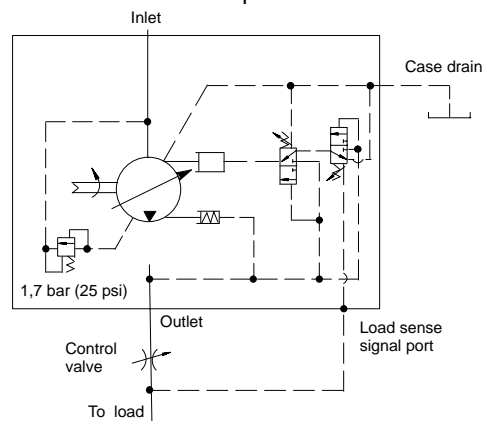 Inlet
Case drain
1,7 bar (25 psi)
Outlet
Load sense
signal port
Control
valve
To load